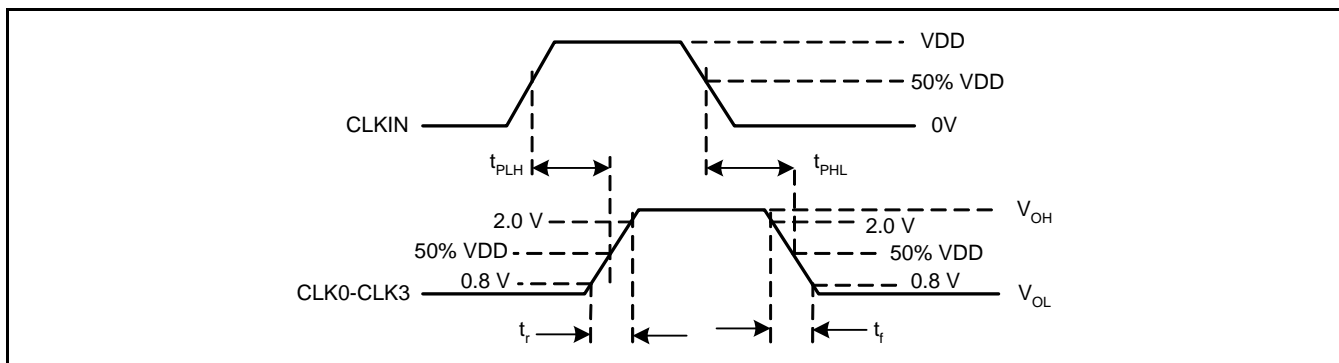 VDD
50% VDD
CLKIN
0V
tPLH
tPHL
2.0 V
2.0 V
VOH
50% VDD
50% VDD
0.8 V
0.8 V
CLK0-CLK3
VOL
tr
tf